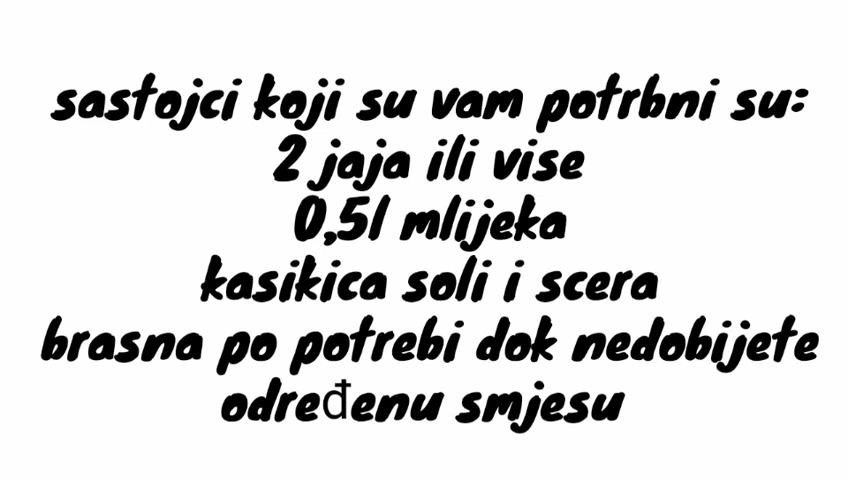 sastojci koji su vam potrbni su:
2 jaja ili vise
0,5l mlijeka
kasikica soli i scera
brasna po potrebi dok nedobijete
određenu smjesu